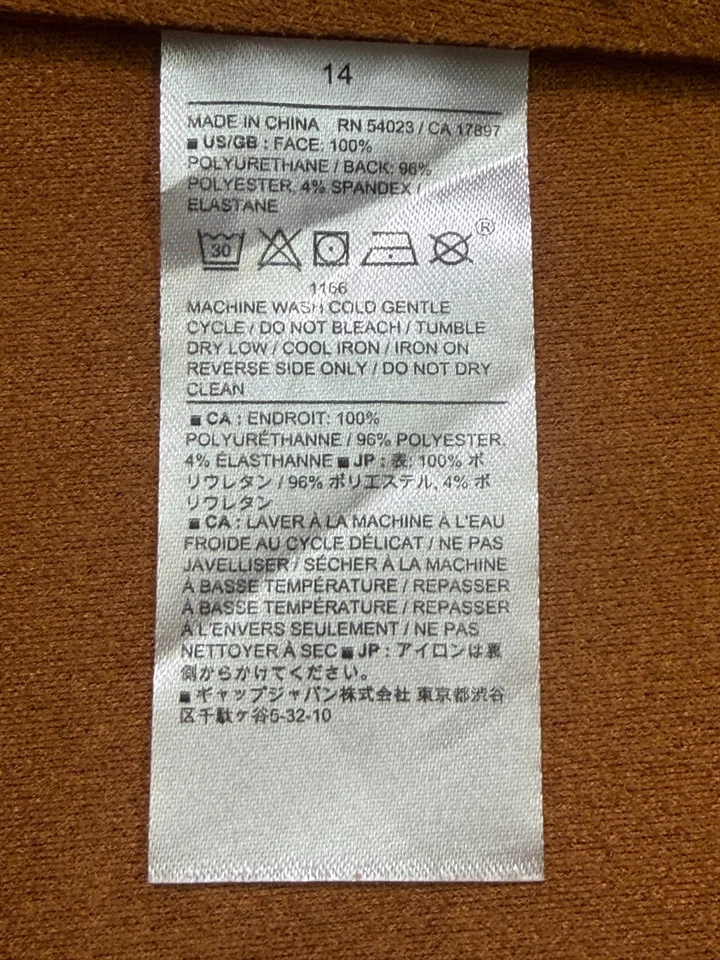 14
MADE IN CHINA RN 54023 / CA 17897
■ US/GB : FACE: 100%
POLYURETHANE / BACK: 96%
POLYESTER, 4% SPANDEX /
ELASTANE
30 ®
1166
MACHINE WASH COLD GENTLE
CYCLE / DO NOT BLEACH / TUMBLE
DRY LOW / COOL IRON / IRON ON
REVERSE SIDE ONLY / DO NOT DRY
CLEAN
■ CA : ENDROIT: 100%
POLYURÉTHANNE / 96% POLYESTER,
4% ÉLASTHANNE ■ JP : 表: 100% ポ
リウレタン / 96% ポリエステル, 4% ポ
リウレタン
■ CA : LAVER À LA MACHINE À L'EAU
FROIDE AU CYCLE DÉLICAT / NE PAS
JAVELLISER / SÉCHER À LA MACHINE
À BASSE TEMPÉRATURE / REPASSER
À BASSE TEMPÉRATURE / REPASSER
À L'ENVERS SEULEMENT / NE PAS
NETTOYER À SEC ■ JP : アイロンは裏
側からかけてください。
■ ギャップジャパン株式会社 東京都渋谷
区千駄ケ谷5-32-10